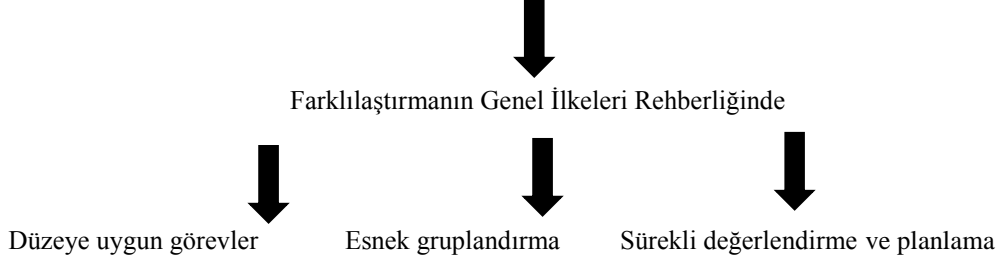 Farklılaştırmanın Genel İlkeleri Rehberliğinde
Düzeye uygun görevler
Esnek gruplandırma
Sürekli değerlendirme ve planlama